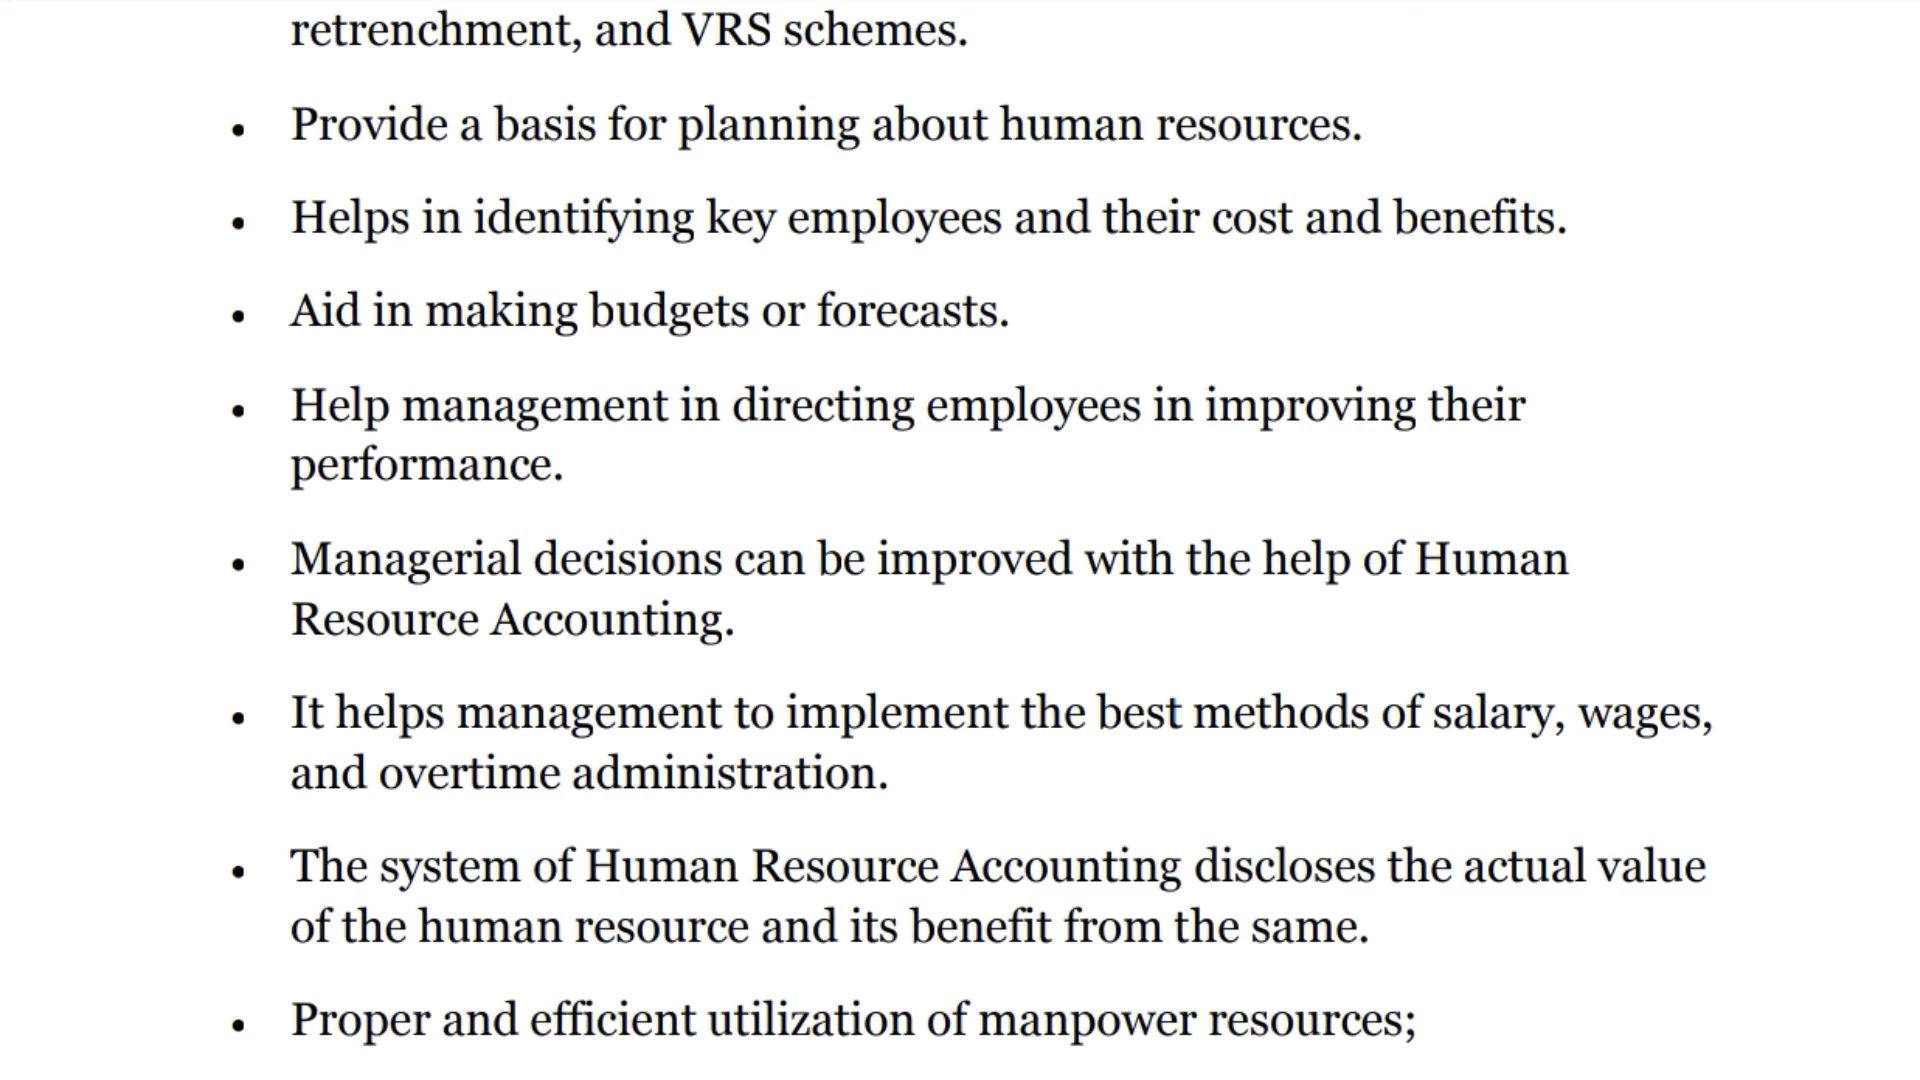 retrenchment, and VRS schemes.
• Provide a basis for planning about human resources.
• Helps in identifying key employees and their cost and benefits.
• Aid in making budgets or forecasts.
• Help management in directing employees in improving their
performance.
• Managerial decisions can be improved with the help of Human
Resource Accounting.
• It helps management to implement the best methods of salary, wages,
and overtime administration.
• The system of Human Resource Accounting discloses the actual value
of the human resource and its benefit from the same.
• Proper and efficient utilization of manpower resources;